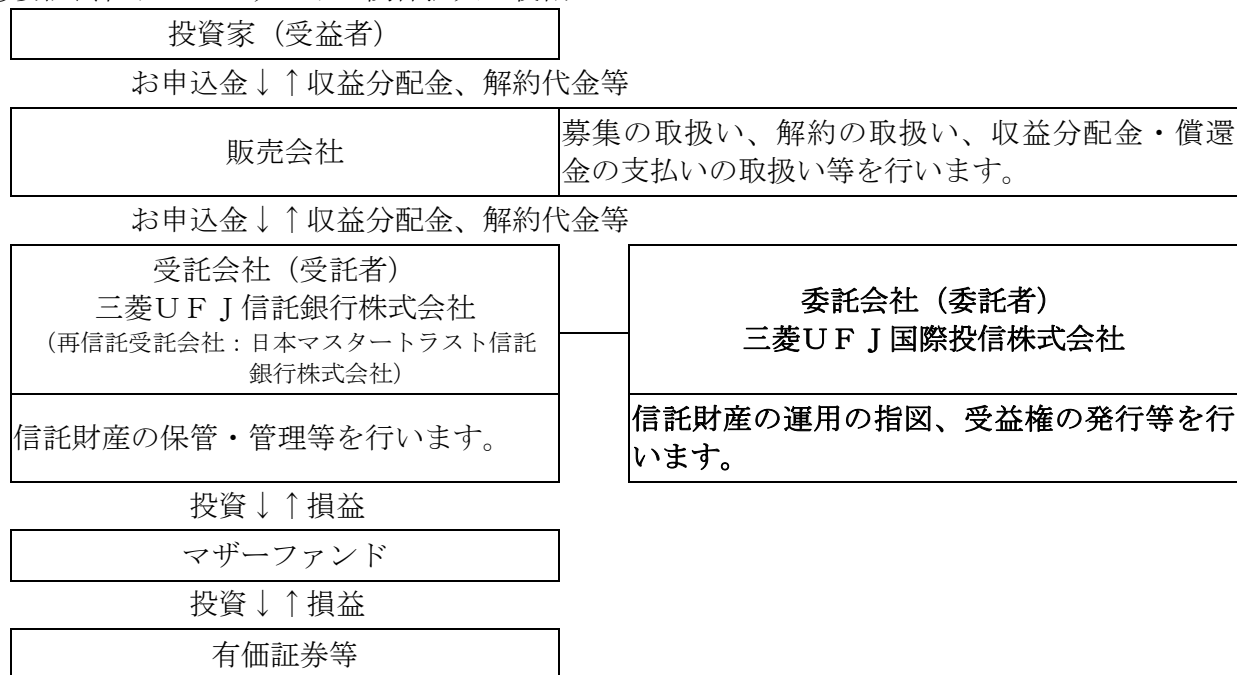 投資家（受益者）
お申込金↓↑収益分配金、解約代金等
販売会社
募集の取扱い、解約の取扱い、収益分配金・償還
金の支払いの取扱い等を行います。
お申込金↓↑収益分配金、解約代金等
受託会社（受託者）
三菱ＵＦＪ信託銀行株式会社
（再信託受託会社：日本マスタートラスト信託
銀行株式会社）
委託会社（委託者）
三菱ＵＦＪ国際投信株式会社
信託財産の保管・管理等を行います。
信託財産の運用の指図、受益権の発行等を行
います。
投資↓↑損益
マザーファンド
投資↓↑損益
有価証券等